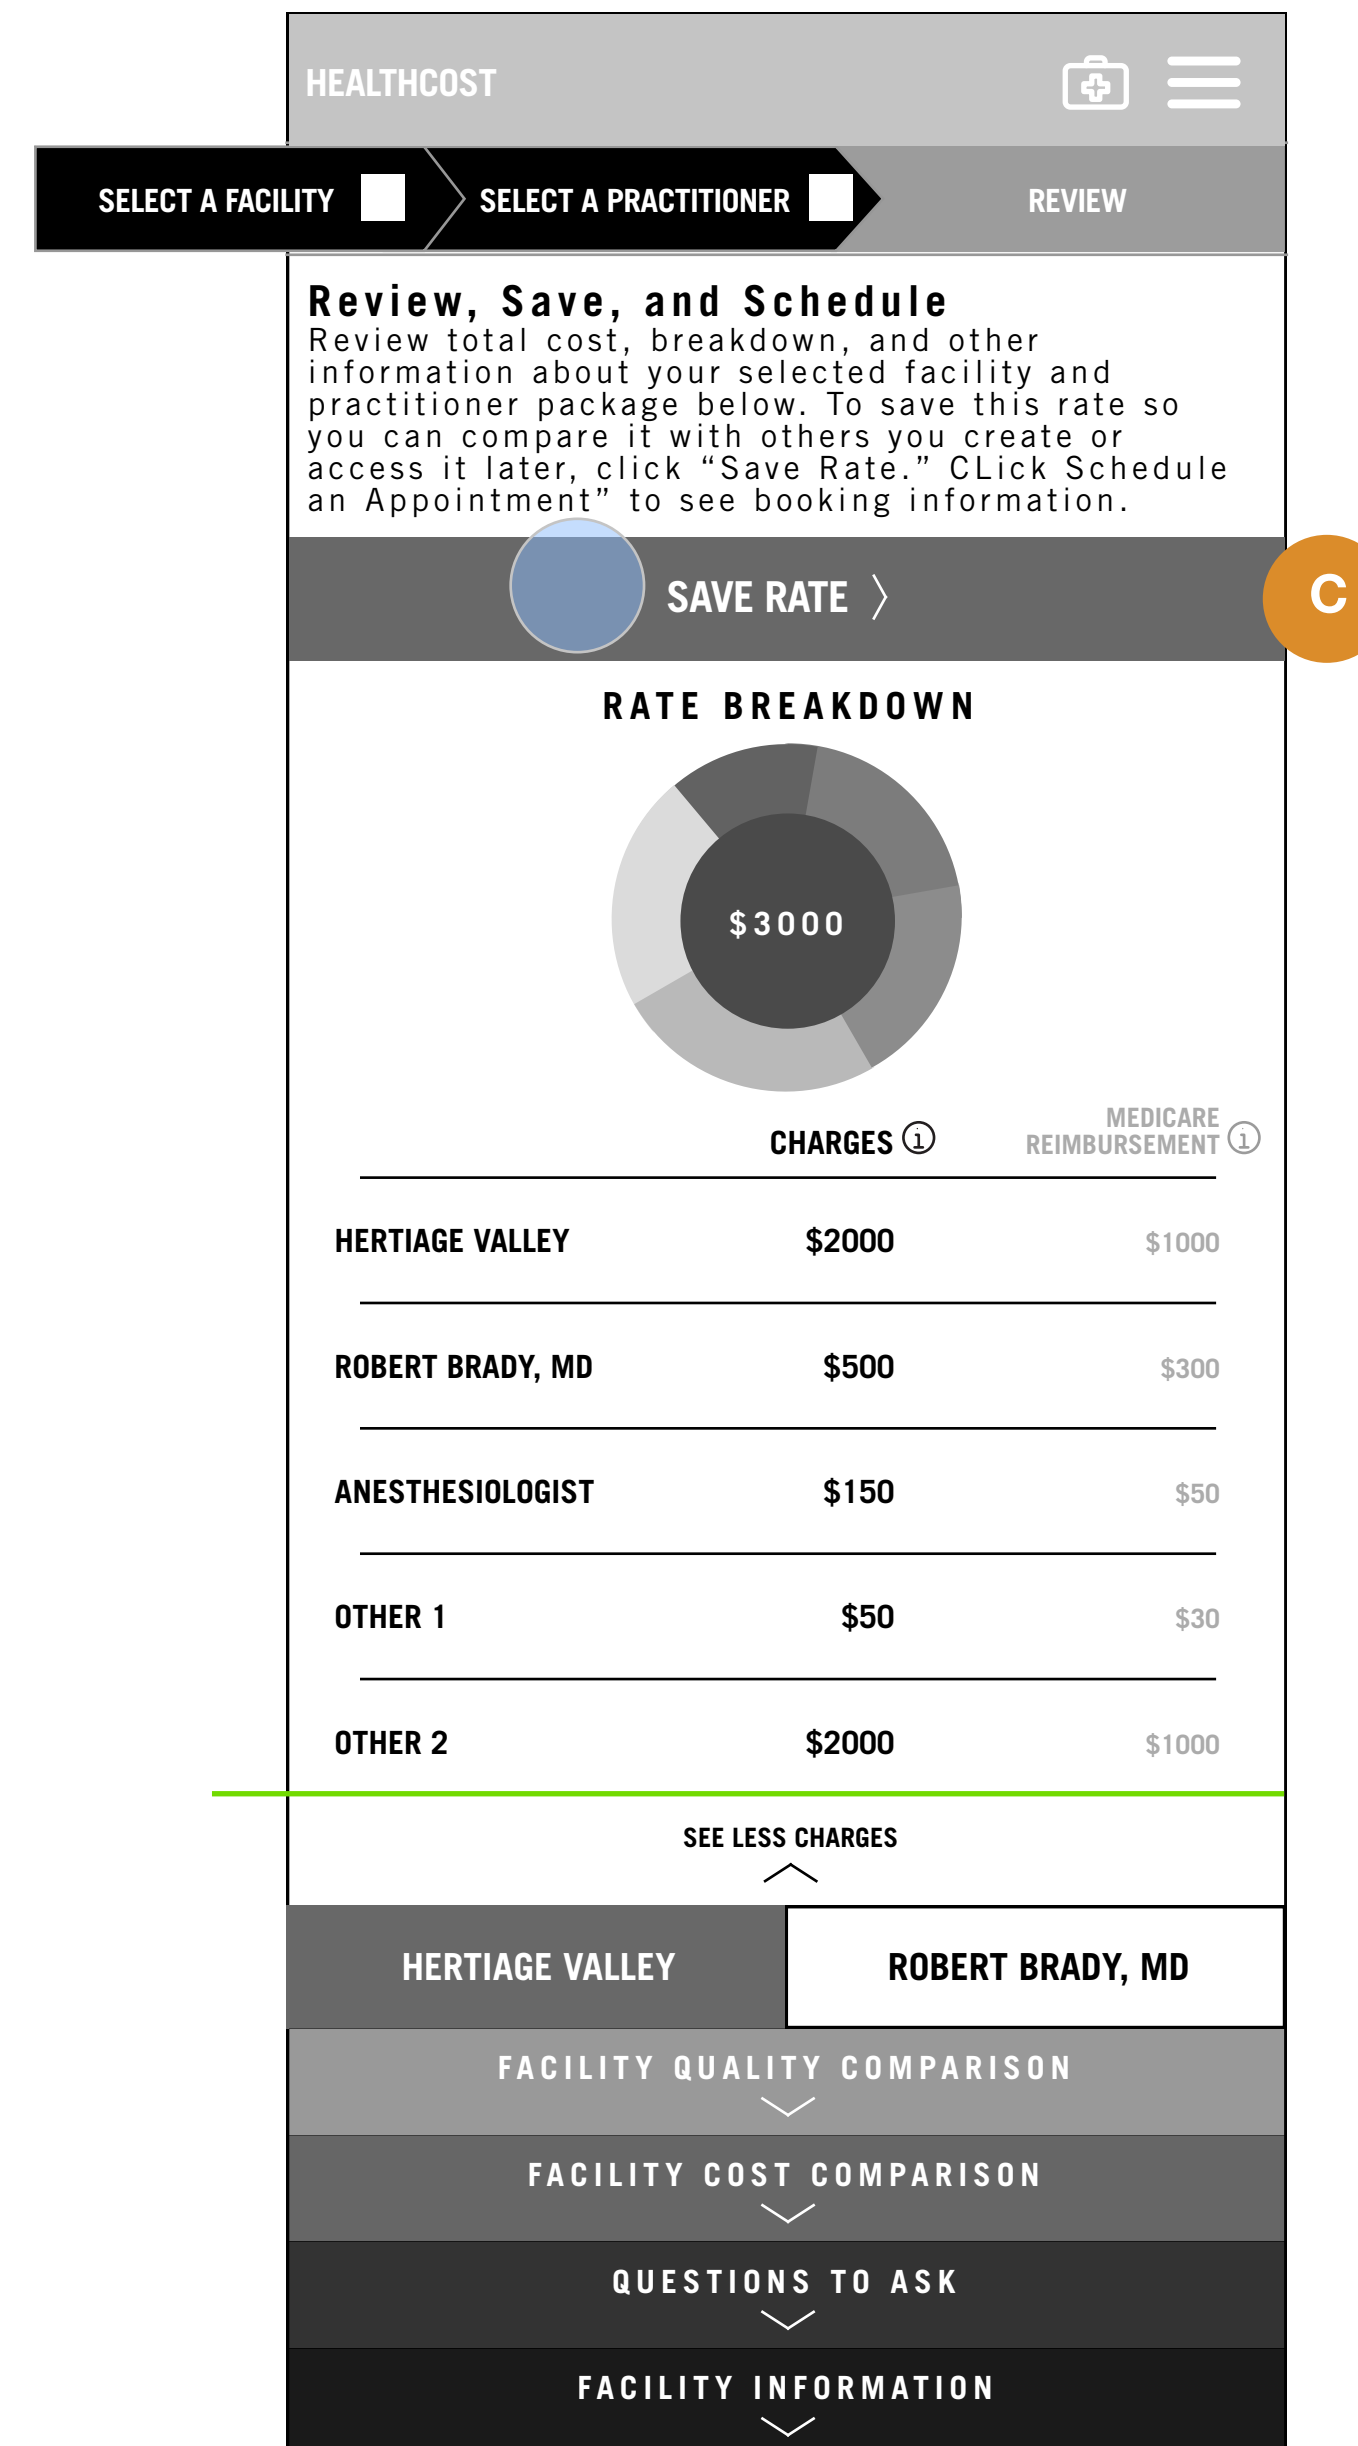 HEALTHCOST
SELECT A FACILITY
SELECT A PRACTITIONER
REVIEW
Review, Save, and Schedule
Review total cost, breakdown, and other
information about your selected facility and
practitioner package below. To save this rate so
you can compare it with others you create or
access it later, click “Save Rate.” CLick Schedule
an Appointment” to see booking information.
SAVE RATE
C
RATE BREAKDOWN
$3000
CHARGES i
MEDICARE
REIMBURSEMENT i
HERTIAGE VALLEY $2000 $1000
ROBERT BRADY, MD $500 $300
ANESTHESIOLOGIST $150 $50
OTHER 1 $50 $30
OTHER 2 $2000 $1000
SEE LESS CHARGES
HERTIAGE VALLEY
ROBERT BRADY, MD
FACILITY QUALITY COMPARISON
FACILITY COST COMPARISON
QUESTIONS TO ASK
FACILITY INFORMATION